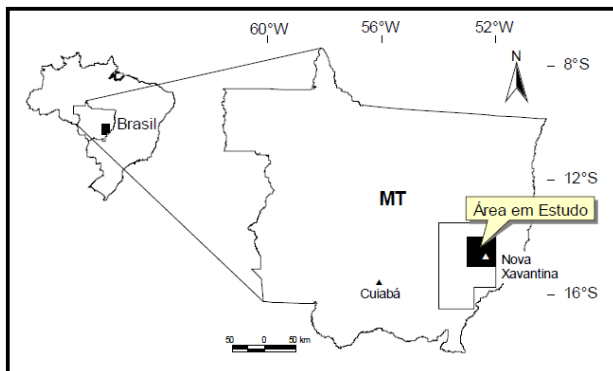 60°W 56°W 52°W
N
8°S
Brasil
12°S
MT
Área em Estudo
Nova
Xavantina
Cuiabá
16°S
50 0 50 km